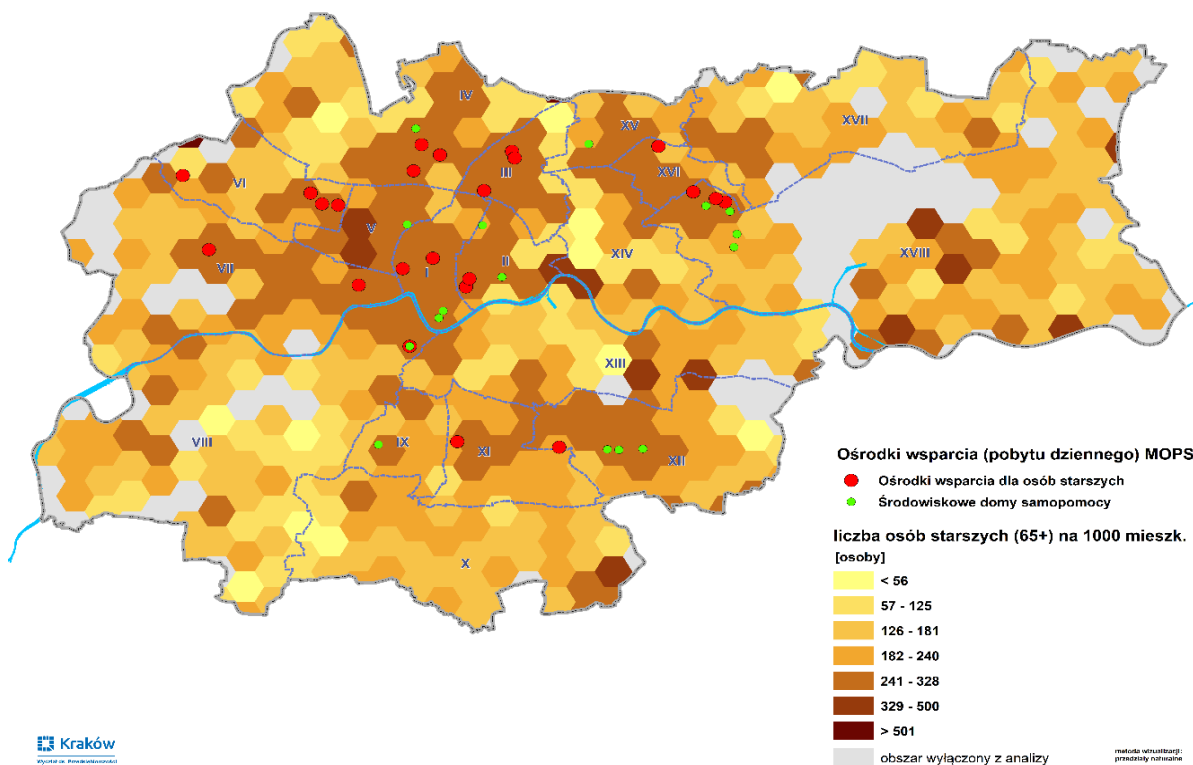 IV
XV
XVII
III
XVI
VI
V
XVIII
XIV
II
VII
I
XIII
VIII
IX
XI
XII
X
Ośrodki wsparcia (pobytu dziennego) MOPS
Ośrodki wsparcia dla osób starszych
Środowiskowe domy samopomocy
liczba osób starszych (65+) na 1000 mieszk.
[osoby]
< 56
57 - 125
126 - 181
182 - 240
241 - 328
329 - 500
> 501
obszar wyłączony z analizy
Kraków
metoda wizualizacji:
przedziały naturalne